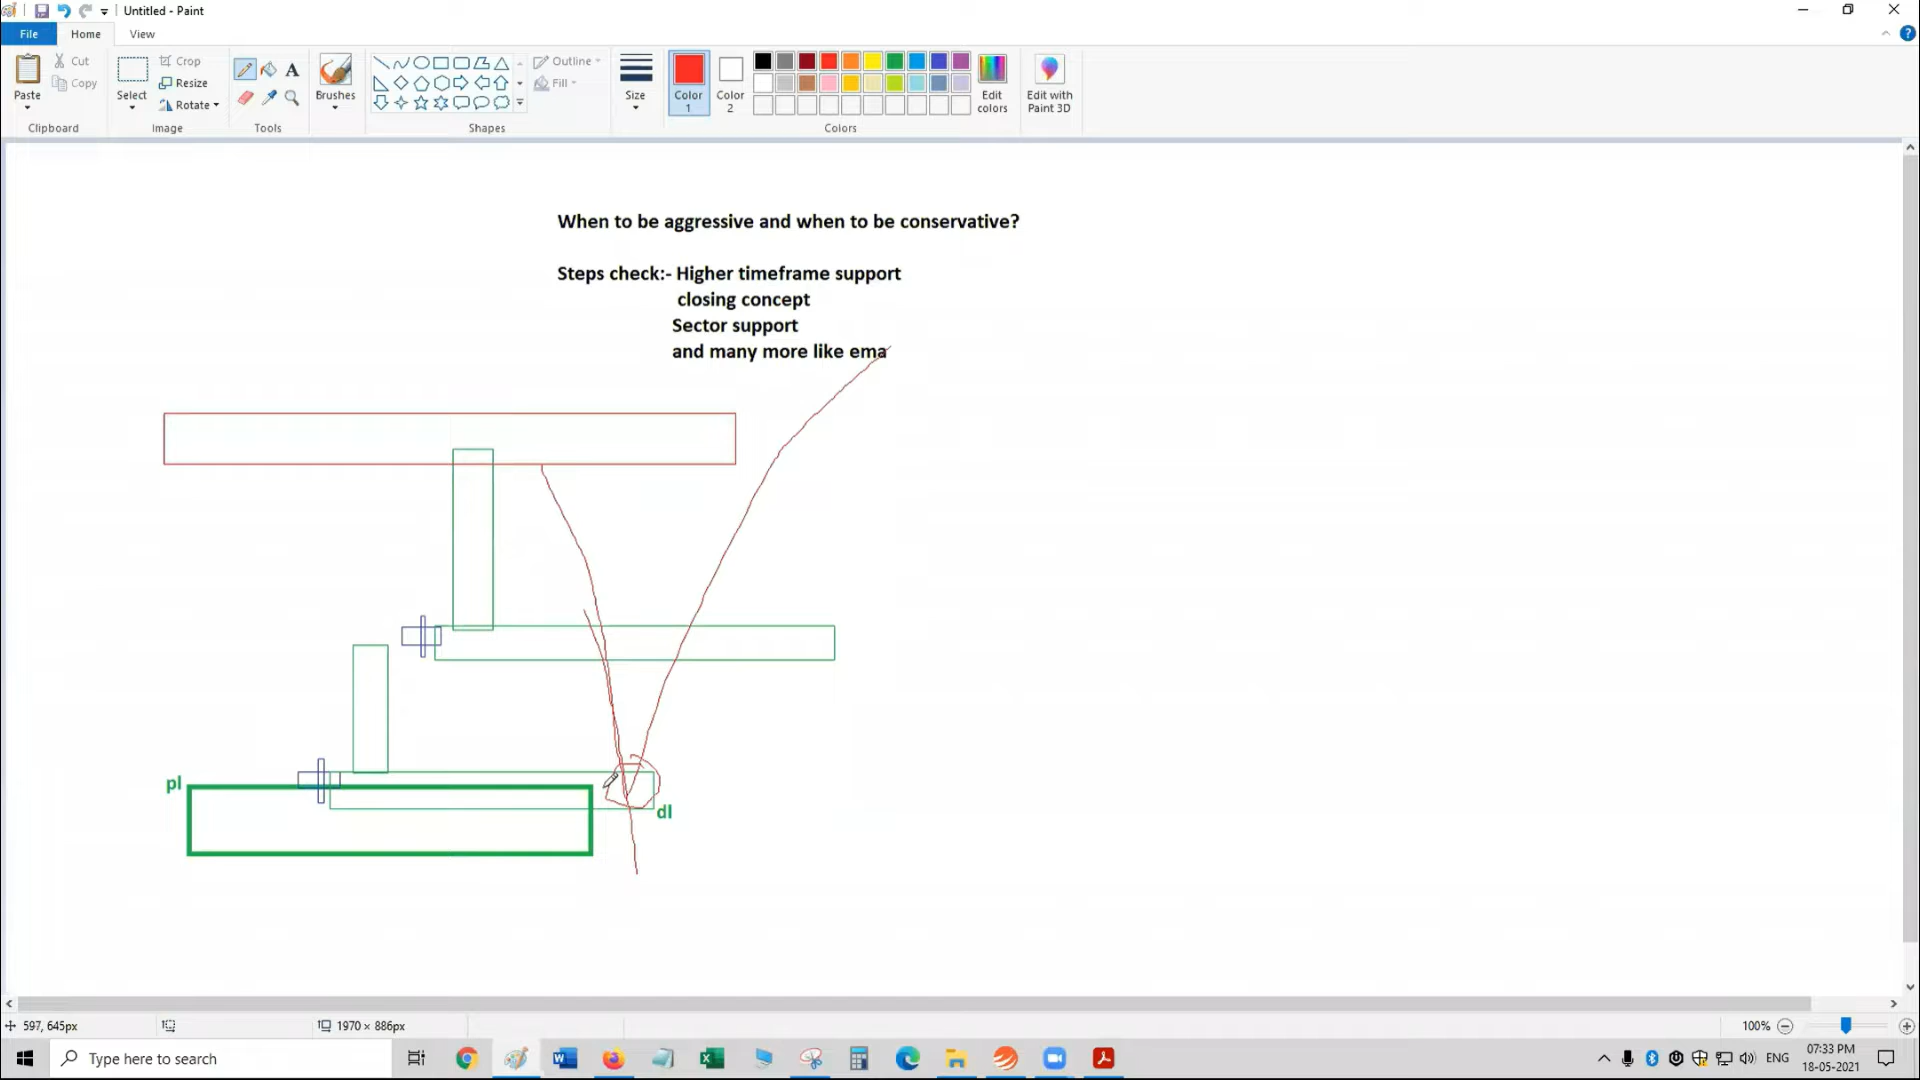 Untitled - Paint
File
Home
View
Paste
Cut
Copy
Clipboard
Select
Crop
Resize
Rotate
Image
A
Tools
Brushes
Outline
Fill
Shapes
Size
Color 1
Color 2
Edit colors
Colors
Edit with Paint 3D
When to be aggressive and when to be conservative?
Steps check:- Higher timeframe support
closing concept
Sector support
and many more like ema
pl
dl
597, 645px
1970 × 886px
100%
Type here to search
ENG
07:33 PM
18-05-2021